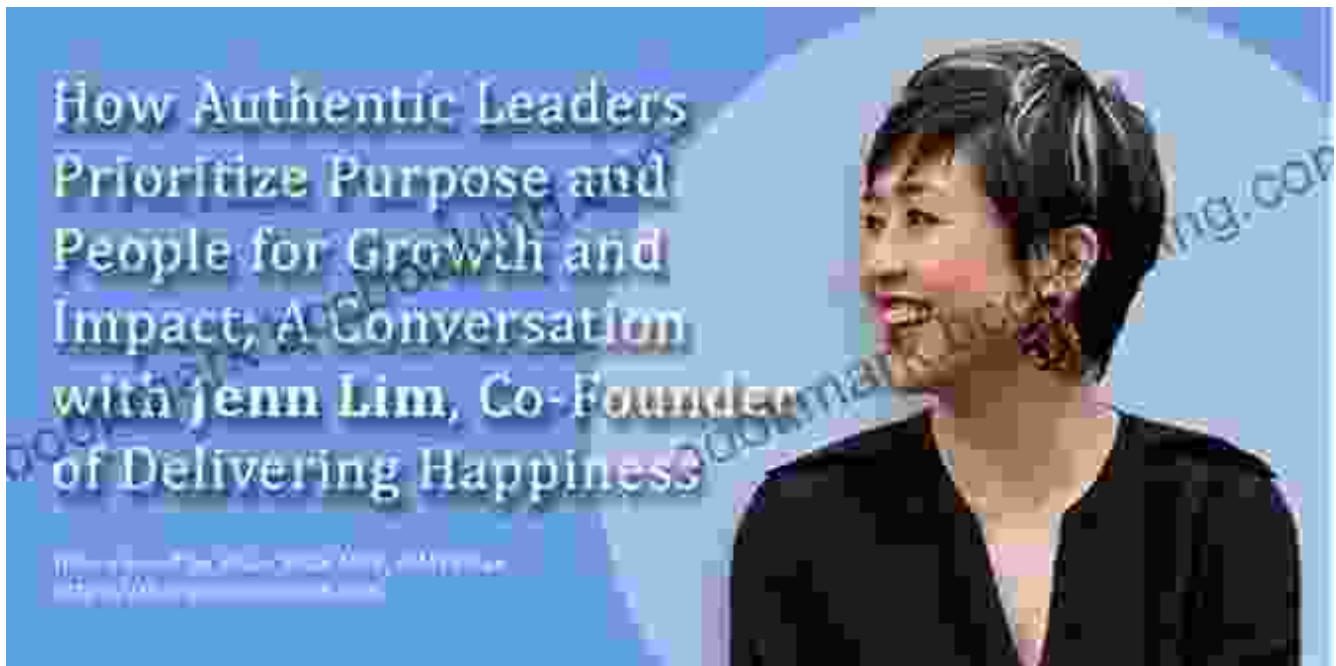 How Authentic Leaders
Prioritize Purpose and
People for Growth and
Impact, A Conversation
with Jenn Lim, Co-Founder
of Delivering Happiness